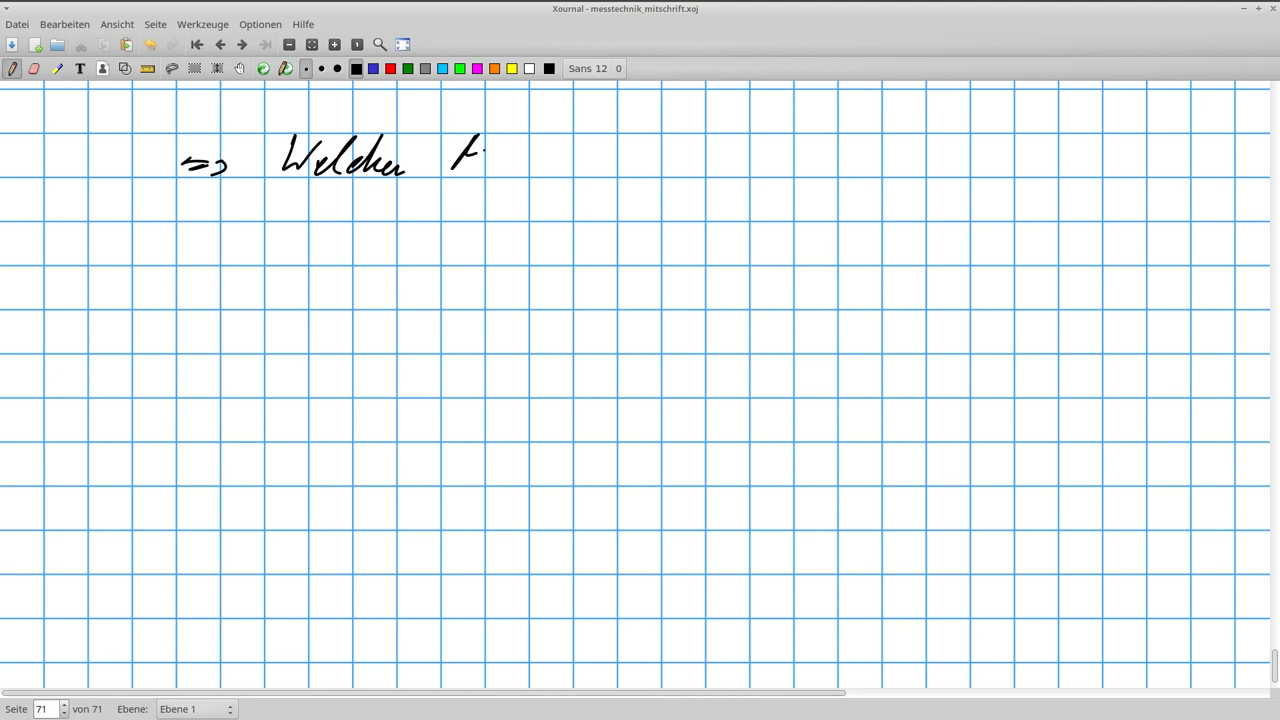 Xournal - messtechnik_mitschrift.xoj
Datei Bearbeiten Ansicht Seite Werkzeuge Optionen Hilfe
Sans 12 0
=> Welchen
Seite 71 von 71 Ebene: Ebene 1